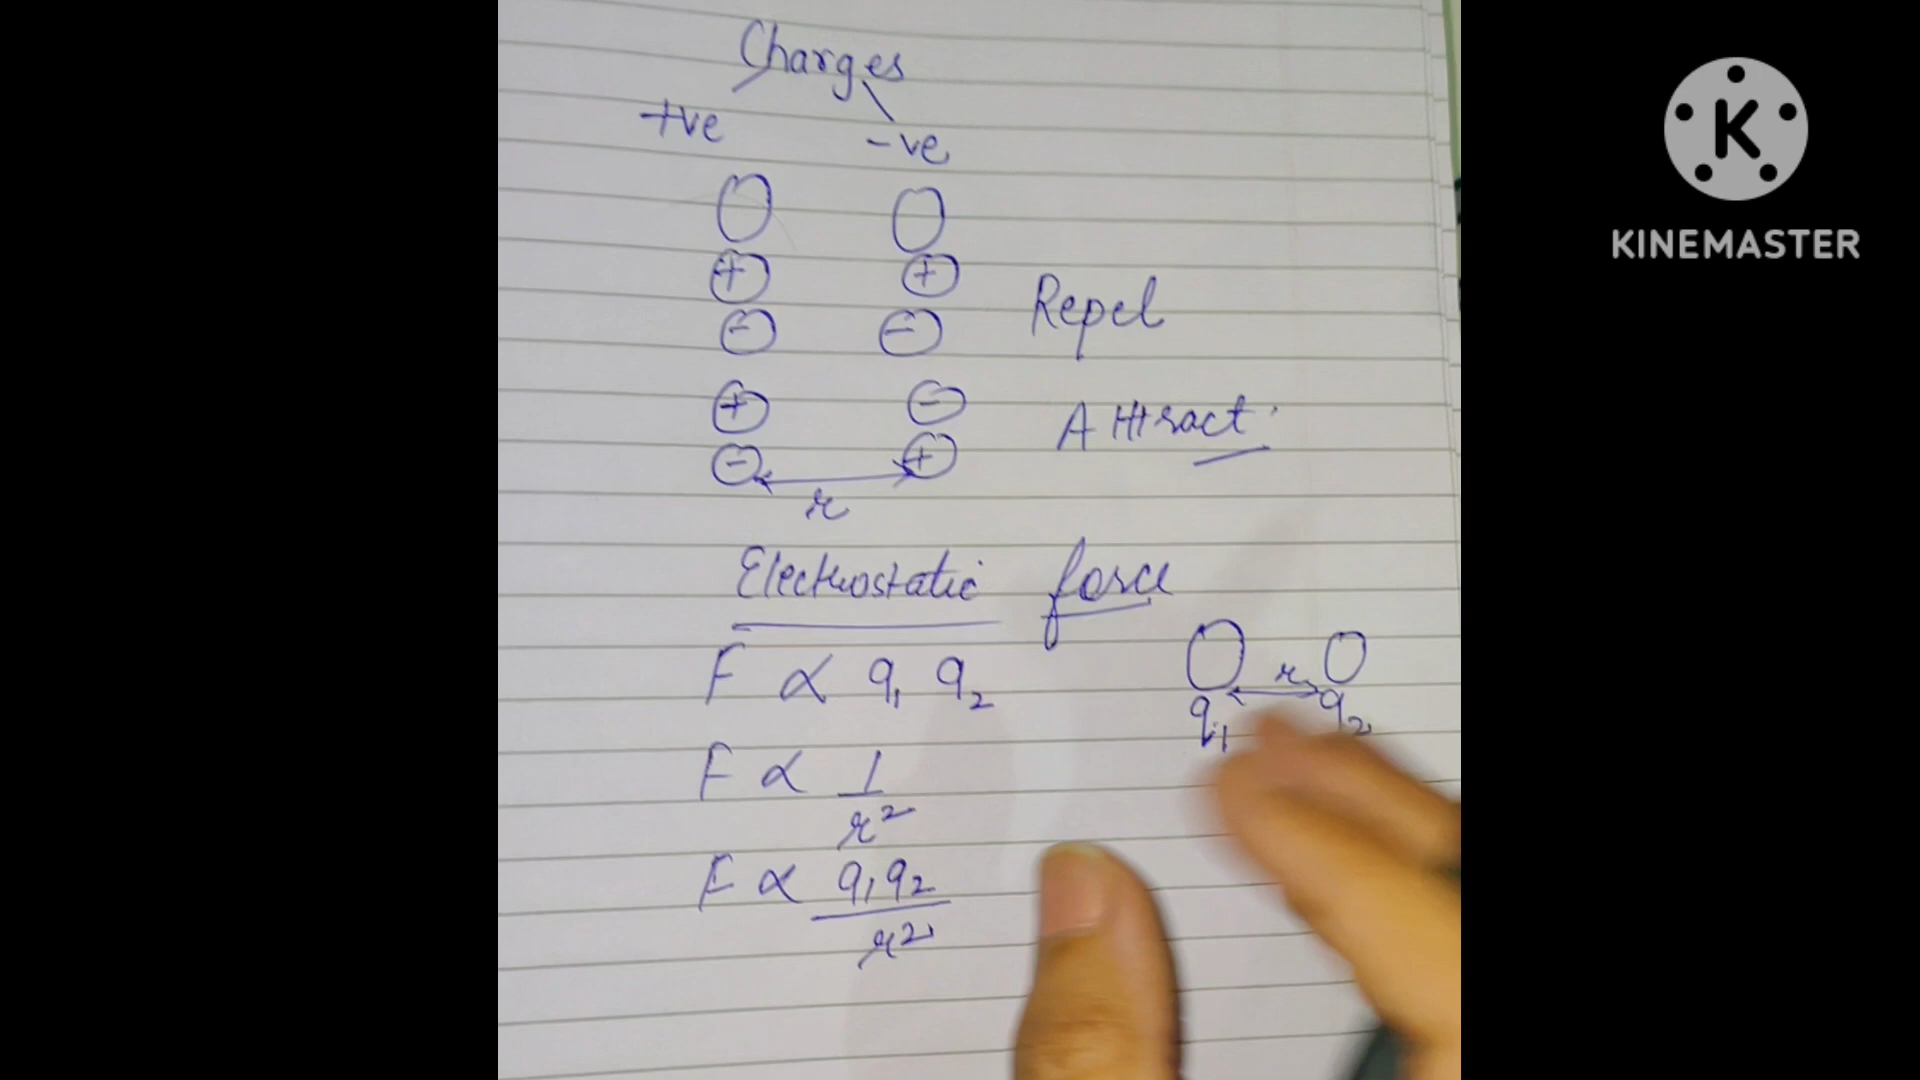 Charges
+ve -ve
+ +
- -
Repel
+ -
Attract
- +
r
Electrostatic force
F ∝ q₁ q₂
r
q₁ q₂
F ∝ 1
r²
F ∝ q₁q₂
r²
K
KINEMASTER